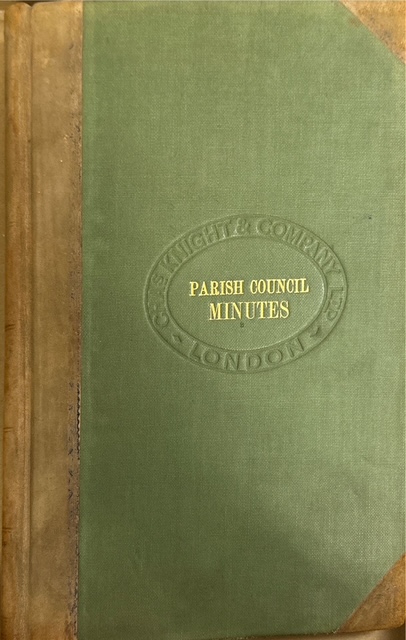 CHAS KNIGHT & COMPANY LTD
PARISH COUNCIL
MINUTES
LONDON